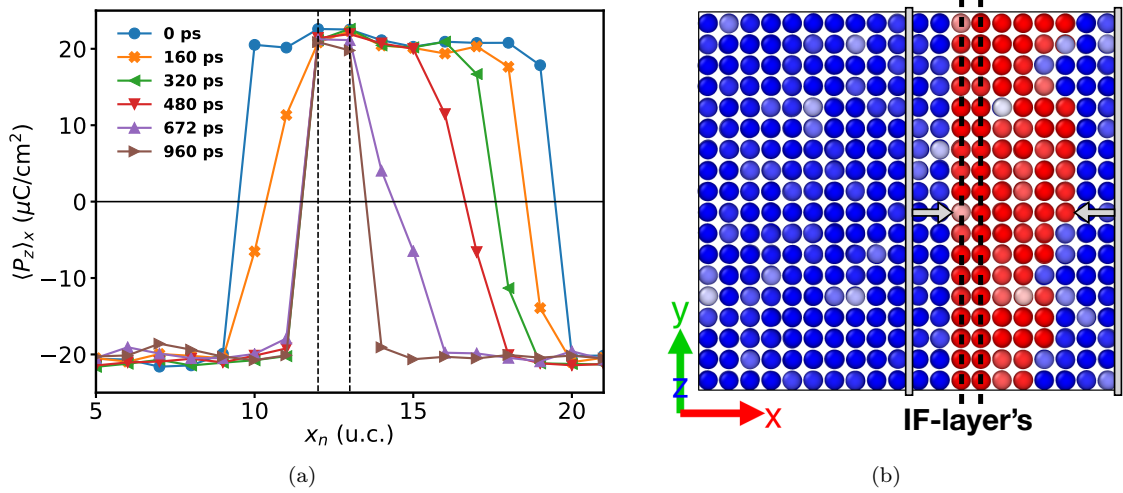 0 ps
160 ps
320 ps
480 ps
672 ps
960 ps
20
10
0
−10
−20
⟨P_z⟩_x (μC/cm²)
5 10 15 20
x_n (u.c.)
(a)
y
z
x
IF-layer's
(b)